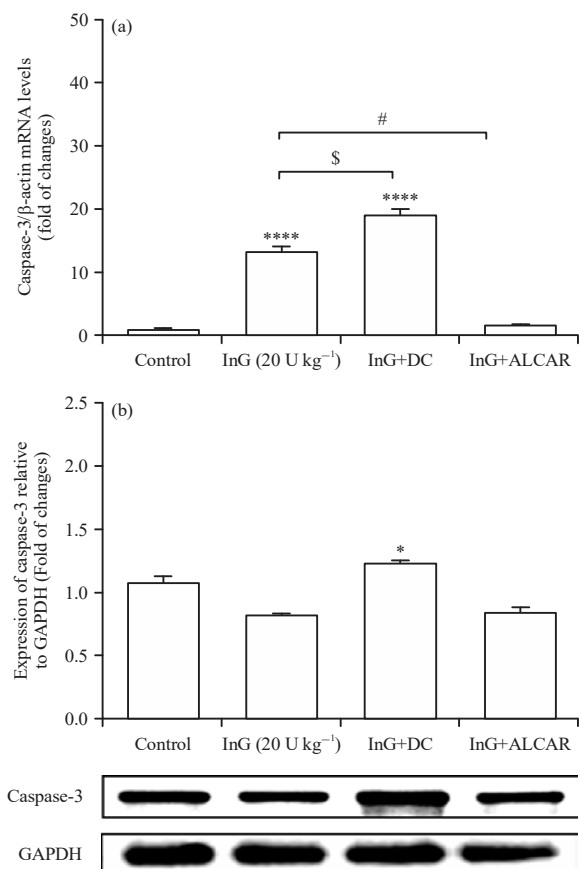 (a)
Caspase-3/β-actin mRNA levels
(fold of changes)
50
40
30
20
10
0
#
$
****
****
Control
InG (20 U kg⁻¹)
InG+DC
InG+ALCAR
(b)
Expression of caspase-3 relative
to GAPDH (Fold of changes)
2.5
2.0
1.5
1.0
0.5
0.0
*
Control
InG (20 U kg⁻¹)
InG+DC
InG+ALCAR
Caspase-3
GAPDH